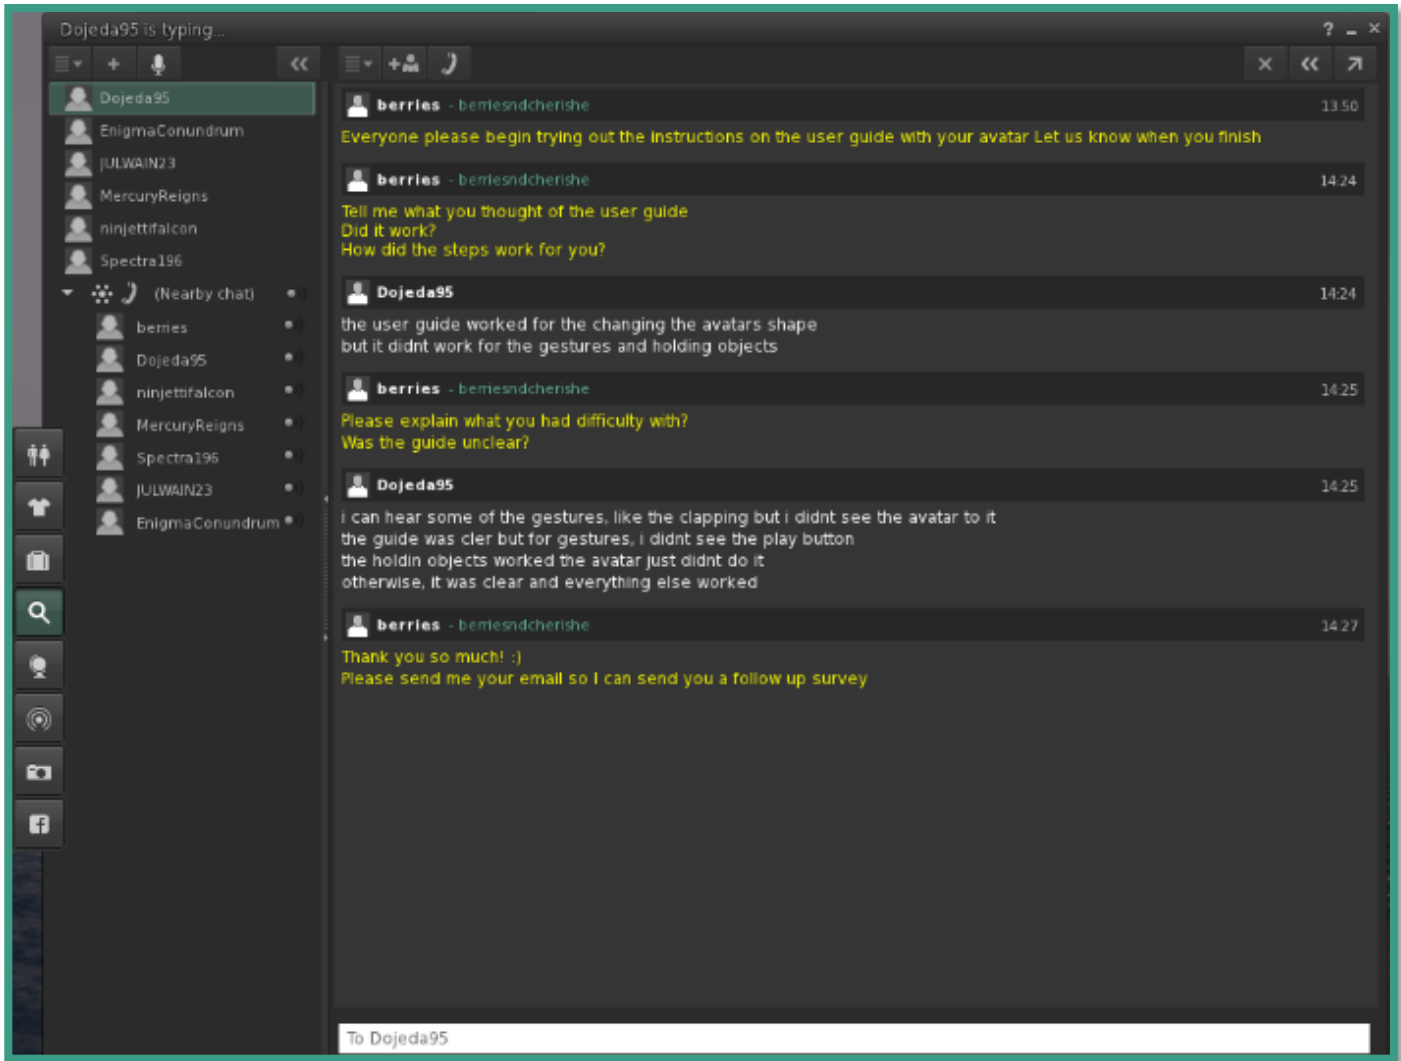 Dojeda95 is typing...
Dojeda95
EnigmaConundrum
JULWAIN23
MercuryReigns
ninjettifalcon
Spectra196
(Nearby chat)
berries
Dojeda95
ninjettifalcon
MercuryReigns
Spectra196
JULWAIN23
EnigmaConundrum
berries - berriesndcherishe 13:50
Everyone please begin trying out the instructions on the user guide with your avatar Let us know when you finish
berries - berriesndcherishe 14:24
Tell me what you thought of the user guide
Did it work?
How did the steps work for you?
Dojeda95 14:24
the user guide worked for the changing the avatars shape
but it didnt work for the gestures and holding objects
berries - berriesndcherishe 14:25
Please explain what you had difficulty with?
Was the guide unclear?
Dojeda95 14:25
i can hear some of the gestures, like the clapping but i didnt see the avatar to it
the guide was cler but for gestures, i didnt see the play button
the holdin objects worked the avatar just didnt do it
otherwise, it was clear and everything else worked
berries - berriesndcherishe 14:27
Thank you so much! :)
Please send me your email so I can send you a follow up survey
To Dojeda95